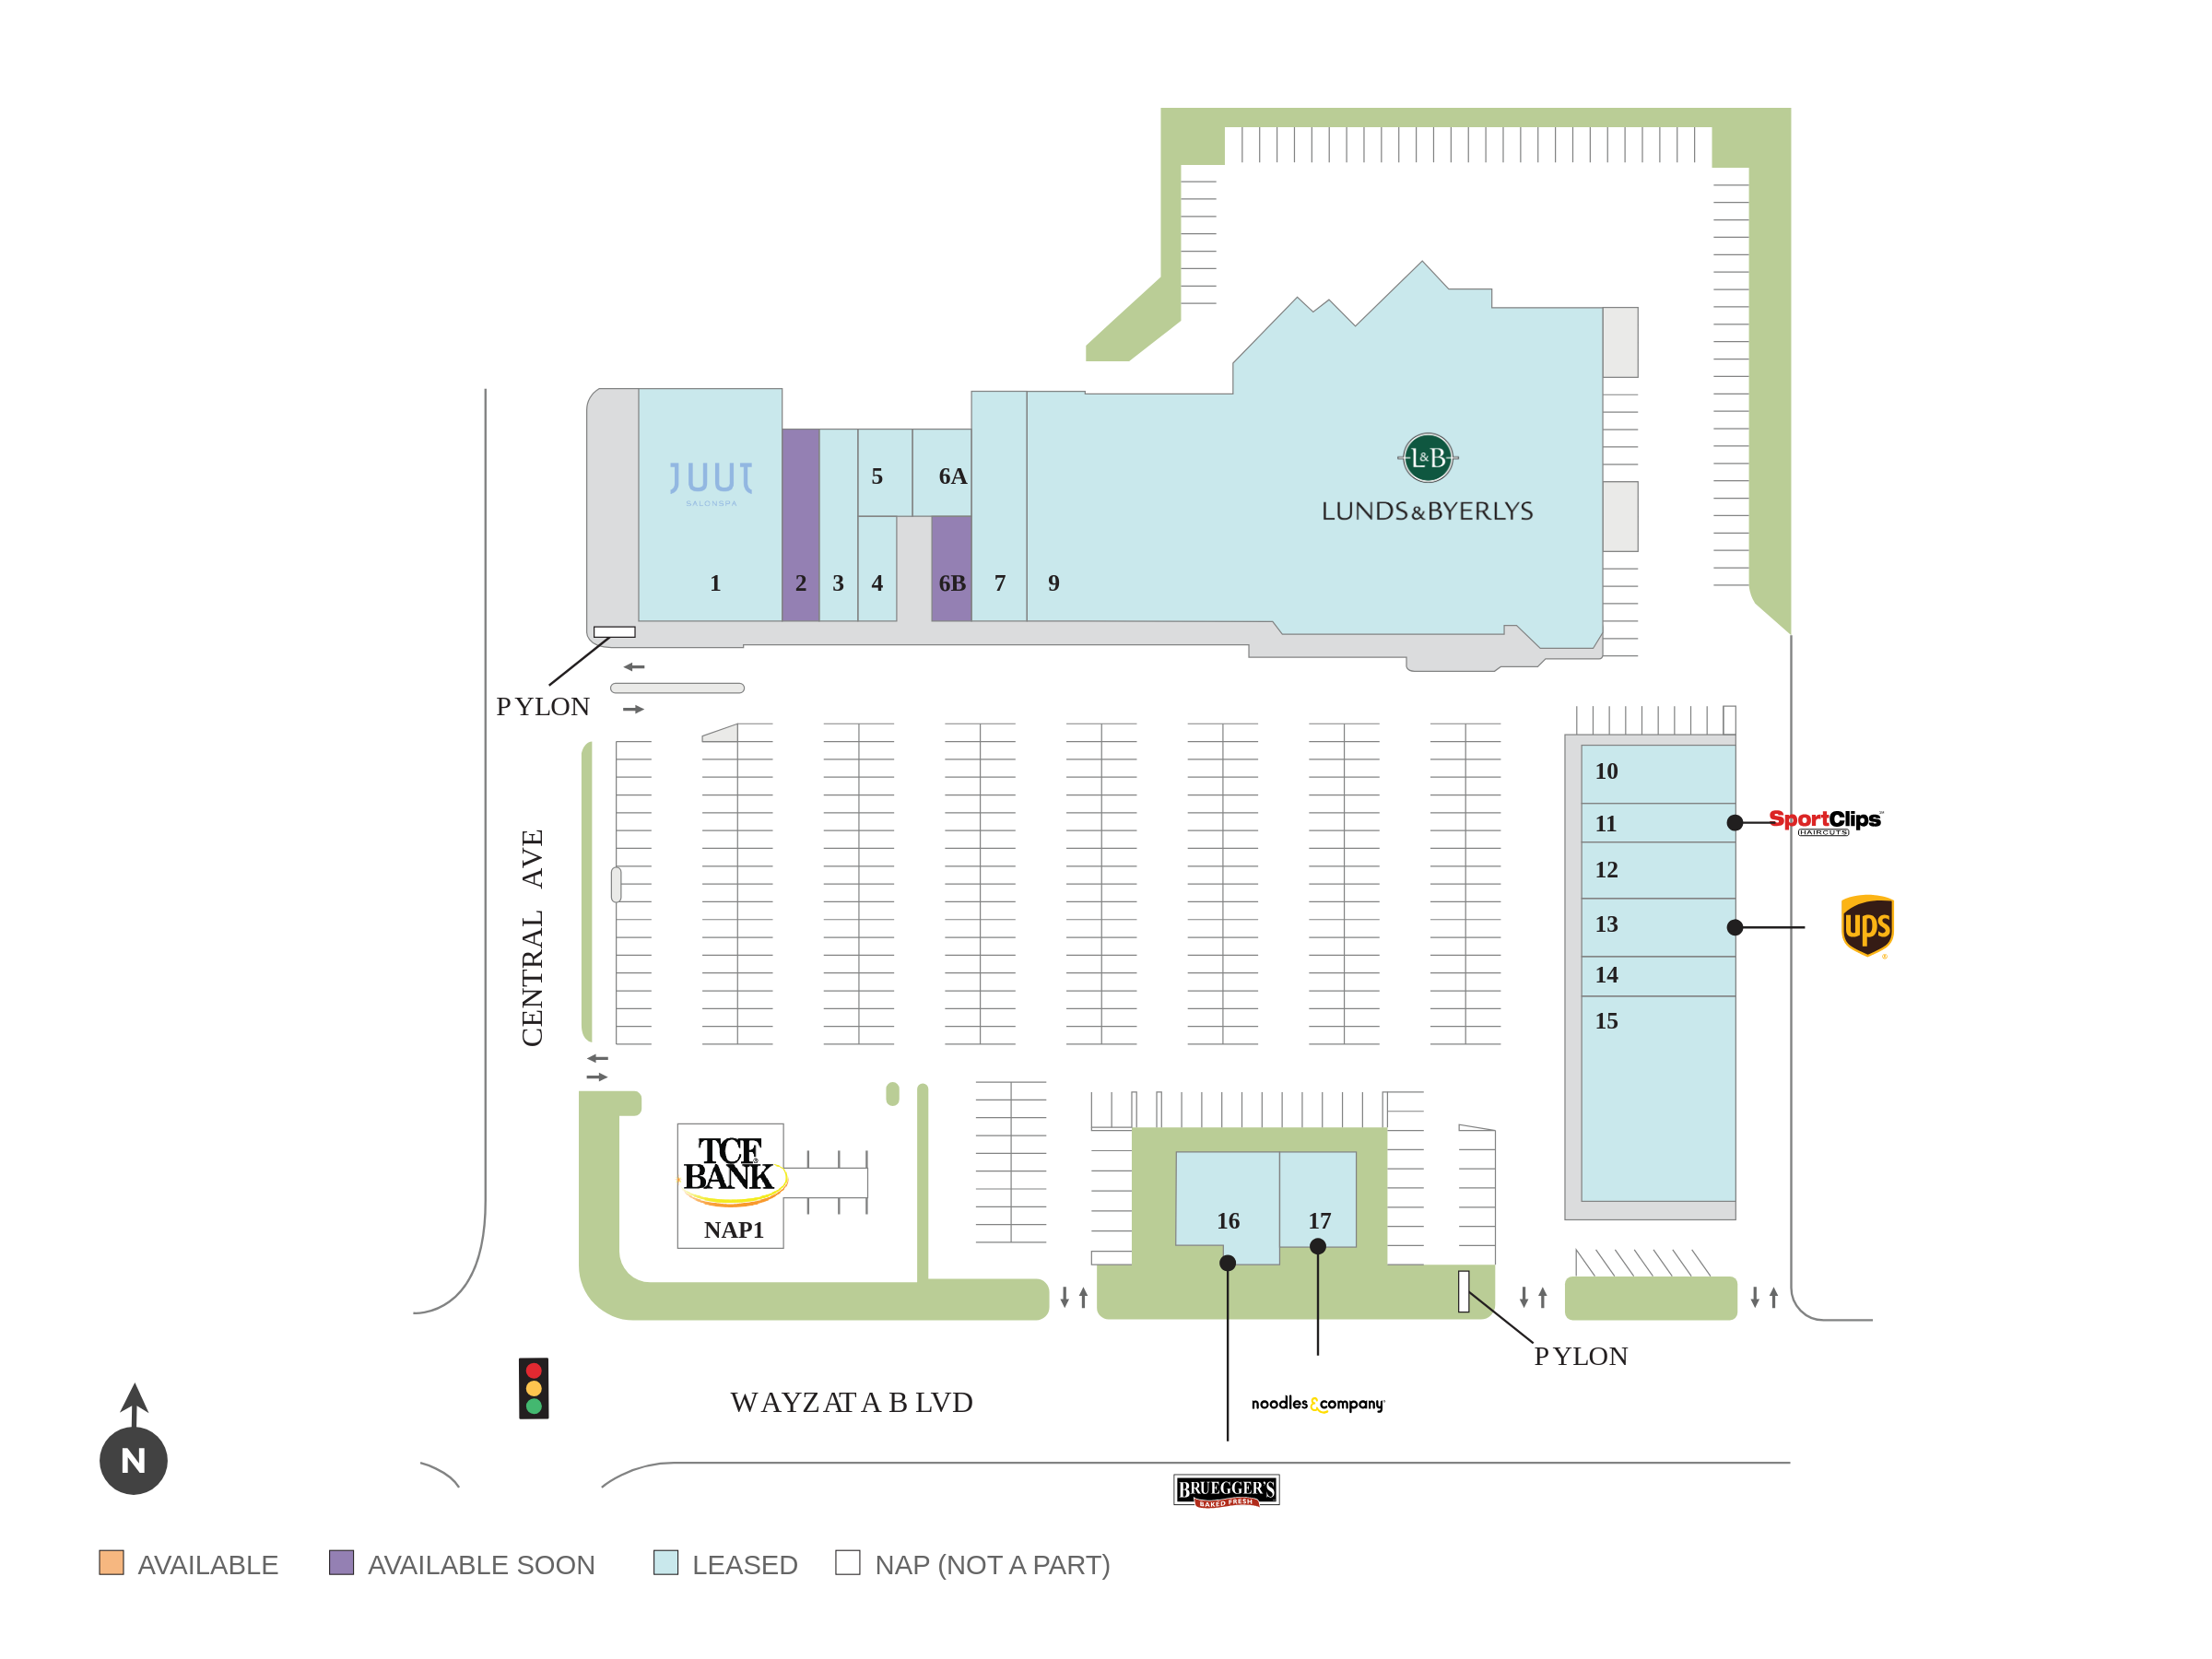 L&B
LUNDS&BYERLYS
JUUT
SALONSPA
5
6A
1
2
3
4
6B
7
9
PYLON
10
11
SportClips
HAIRCUTS
12
13
ups
14
15
CENTRAL AVE
TCF
BANK
NAP1
16
17
PYLON
WAYZATA BLVD
noodles&company
N
BRUEGGER'S
BAKED FRESH
AVAILABLE
AVAILABLE SOON
LEASED
NAP (NOT A PART)